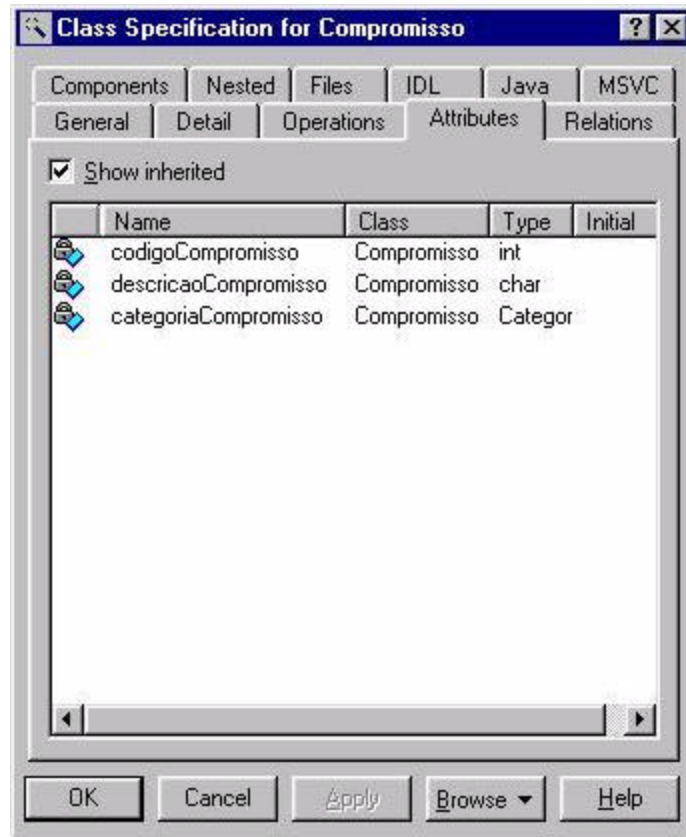 Class Specification for Compromisso
Components Nested Files IDL Java MSVC
General Detail Operations Attributes Relations
Show inherited
Name Class Type Initial
codigoCompromisso Compromisso int
descricaoCompromisso Compromisso char
categoriaCompromisso Compromisso Categor
OK Cancel Apply Browse Help